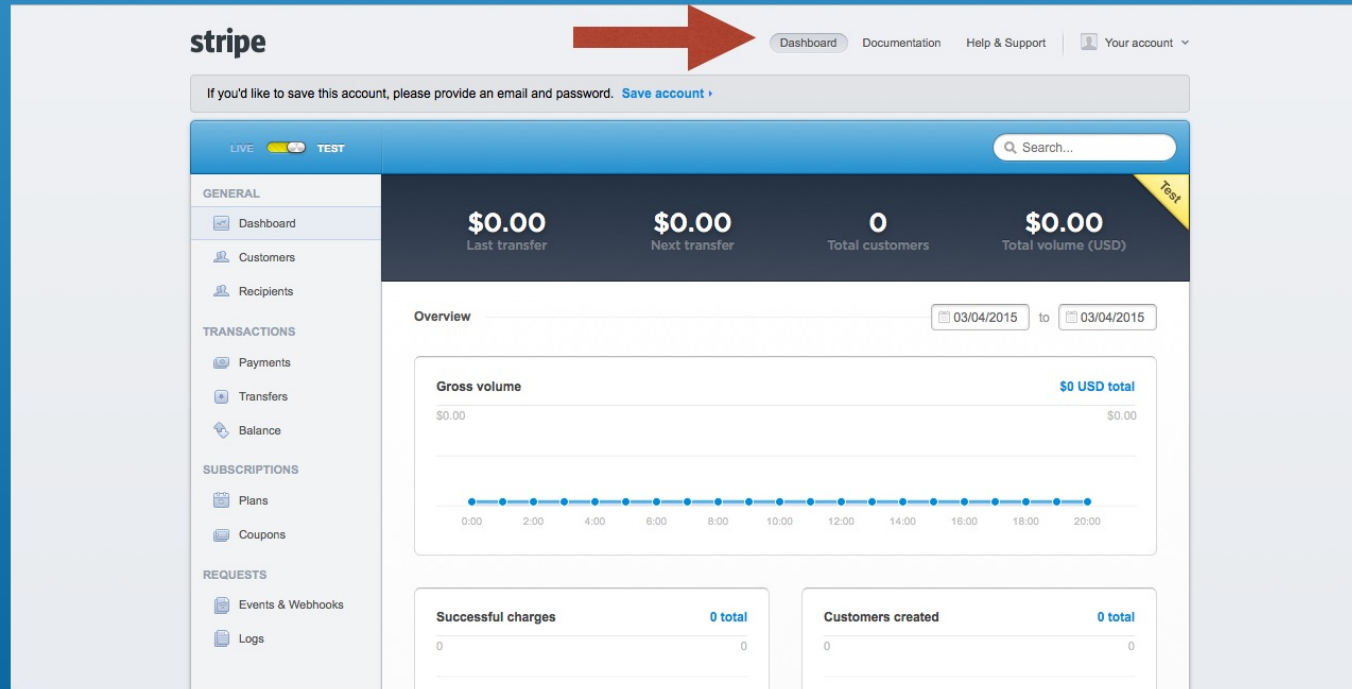 stripe
Dashboard Documentation Help & Support Your account
If you'd like to save this account, please provide an email and password. Save account
LIVE TEST
Search...
GENERAL
Dashboard
Customers
Recipients
TRANSACTIONS
Payments
Transfers
Balance
SUBSCRIPTIONS
Plans
Coupons
REQUESTS
Events & Webhooks
Logs
Test
$0.00 $0.00 0 $0.00
Last transfer Next transfer Total customers Total volume (USD)
Overview 03/04/2015 to 03/04/2015
Gross volume $0 USD total
$0.00 $0.00
0:00 2:00 4:00 6:00 8:00 10:00 12:00 14:00 16:00 18:00 20:00
Successful charges 0 total
0 0
Customers created 0 total
0 0